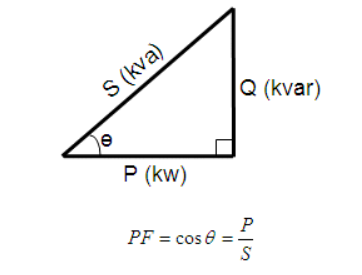 S (kva)
Q (kvar)
ɵ
P (kw)
PF = cos θ = P/S